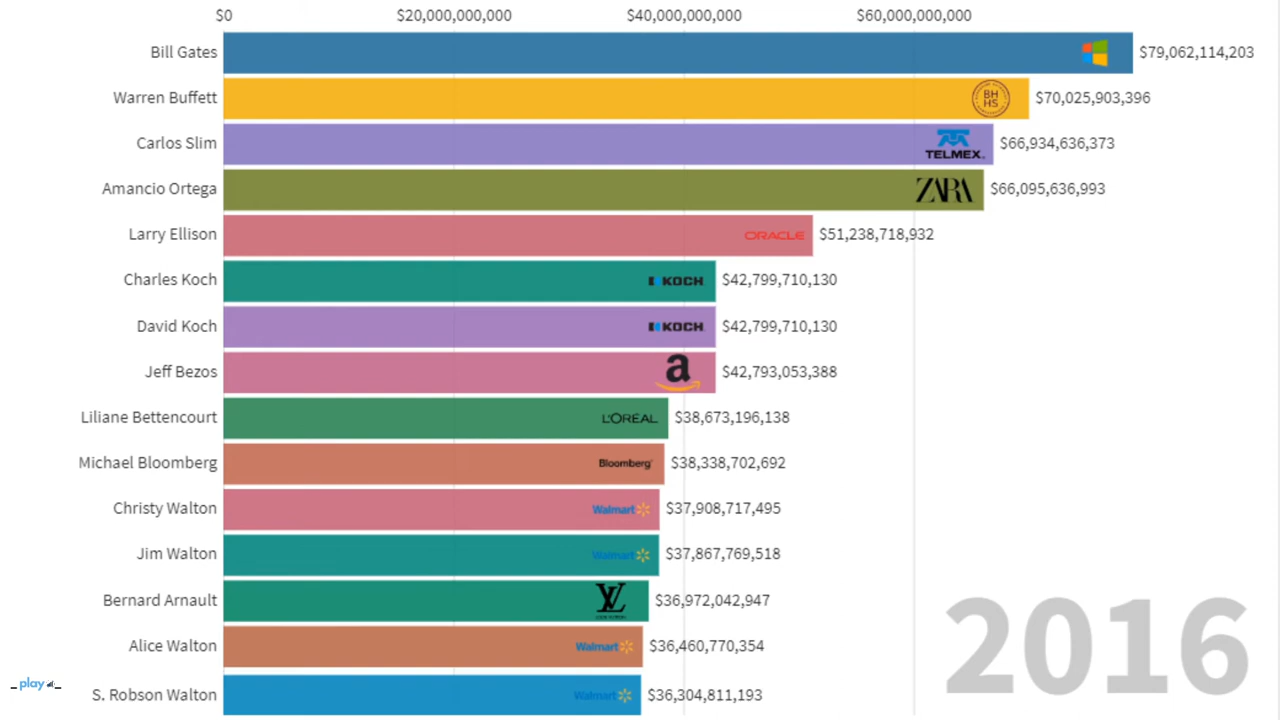 $0 $20,000,000,000 $40,000,000,000 $60,000,000,000
Bill Gates $79,062,114,203
Warren Buffett BH HS $70,025,903,396
Carlos Slim TELMEX $66,934,636,373
Amancio Ortega ZARA $66,095,636,993
Larry Ellison ORACLE $51,238,718,932
Charles Koch KOCH $42,799,710,130
David Koch KOCH $42,799,710,130
Jeff Bezos a $42,793,053,388
Liliane Bettencourt L'ORÉAL $38,673,196,138
Michael Bloomberg Bloomberg $38,338,702,692
Christy Walton Walmart $37,908,717,495
Jim Walton Walmart $37,867,769,518
Bernard Arnault LV $36,972,042,947
Alice Walton Walmart $36,460,770,354
S. Robson Walton Walmart $36,304,811,193
2016
_play_